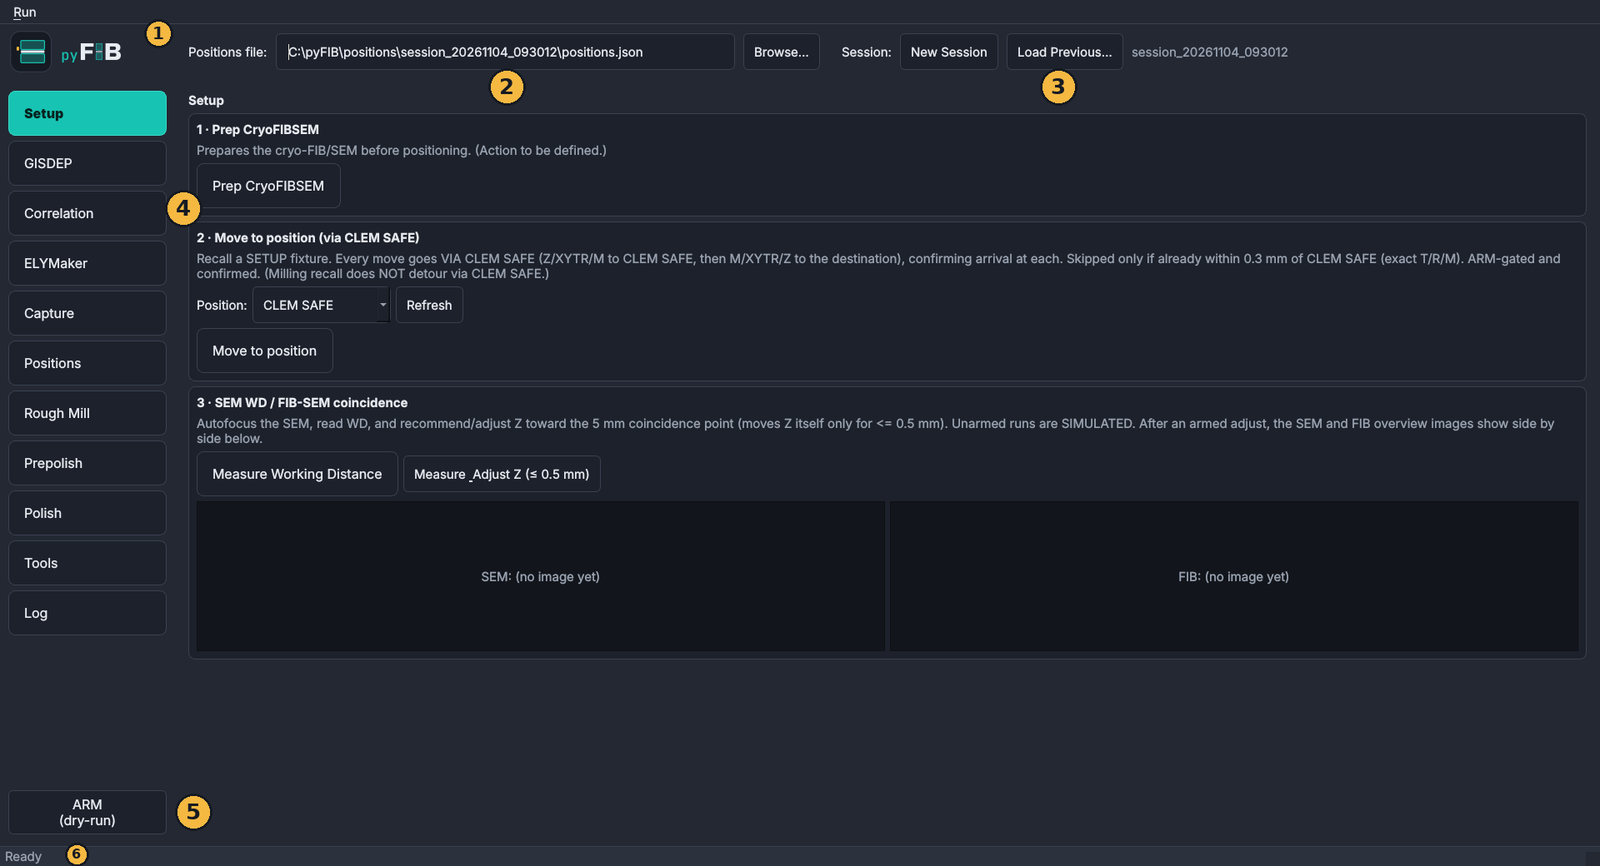 Run
1
pyFIB
Positions file:
C:\pyFIB\positions\session_20261104_093012\positions.json
Browse...
Session:
New Session
Load Previous...
session_20261104_093012
2
3
Setup
GISDEP
Correlation
ELYMaker
Capture
Positions
Rough Mill
Prepolish
Polish
Tools
Log
4
Setup
1 · Prep CryoFIBSEM
Prepares the cryo-FIB/SEM before positioning. (Action to be defined.)
Prep CryoFIBSEM
2 · Move to position (via CLEM SAFE)
Recall a SETUP fixture. Every move goes VIA CLEM SAFE (Z/XYTR/M to CLEM SAFE, then M/XYTR/Z to the destination), confirming arrival at each. Skipped only if already within 0.3 mm of CLEM SAFE (exact T/R/M). ARM-gated and
confirmed. (Milling recall does NOT detour via CLEM SAFE.)
Position:
CLEM SAFE
Refresh
Move to position
3 · SEM WD / FIB-SEM coincidence
Autofocus the SEM, read WD, and recommend/adjust Z toward the 5 mm coincidence point (moves Z itself only for <= 0.5 mm). Unarmed runs are SIMULATED. After an armed adjust, the SEM and FIB overview images show side by
side below.
Measure Working Distance
Measure _Adjust Z (≤ 0.5 mm)
SEM: (no image yet)
FIB: (no image yet)
ARM
(dry-run)
5
Ready
6